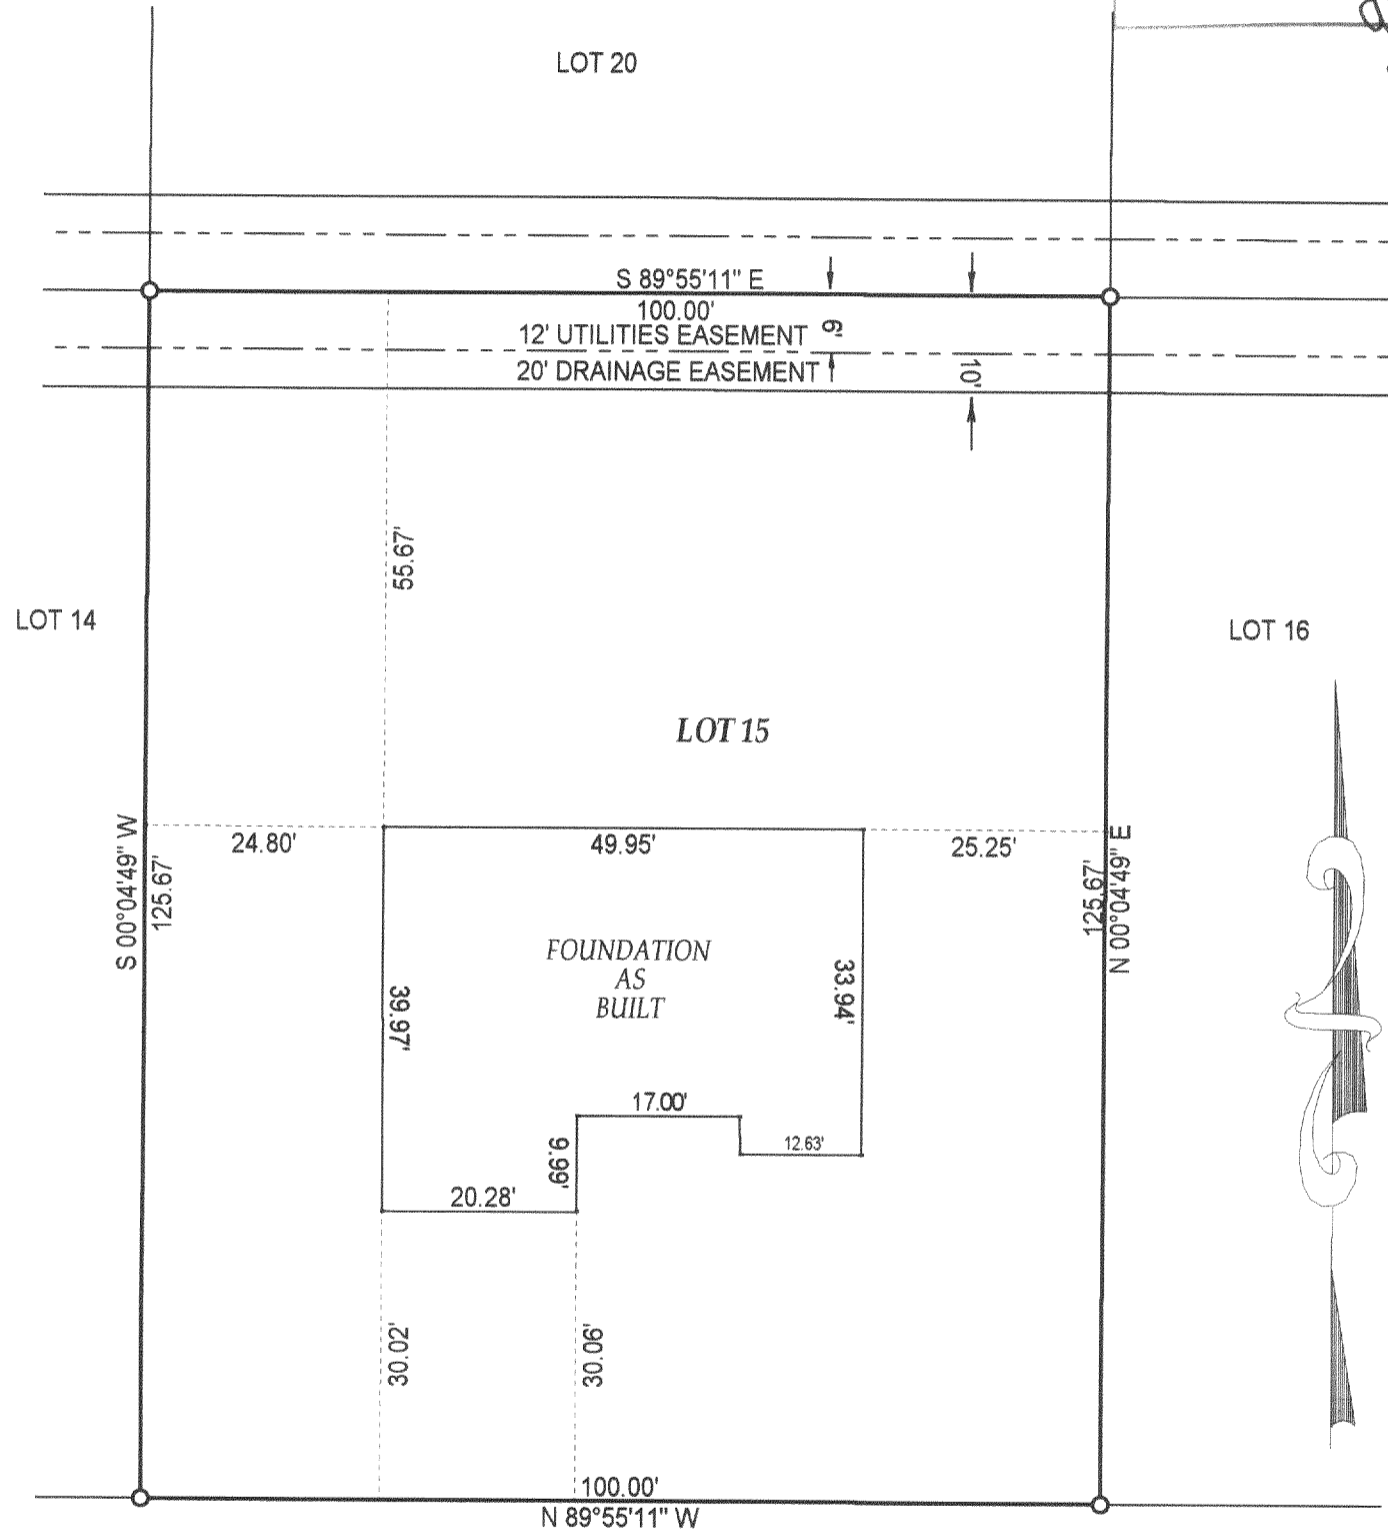 LOT 20
S 89°55'11" E
100.00'
12' UTILITIES EASEMENT
6'
20' DRAINAGE EASEMENT
10'
55.67'
LOT 14
LOT 16
LOT 15
24.80'
49.95'
25.25'
S 00°04'49" W
125.67'
125.67'
N 00°04'49" E
FOUNDATION
AS
BUILT
39.97'
33.94'
17.00'
12.63'
9.99'
20.28'
30.02'
30.06'
100.00'
N 89°55'11" W